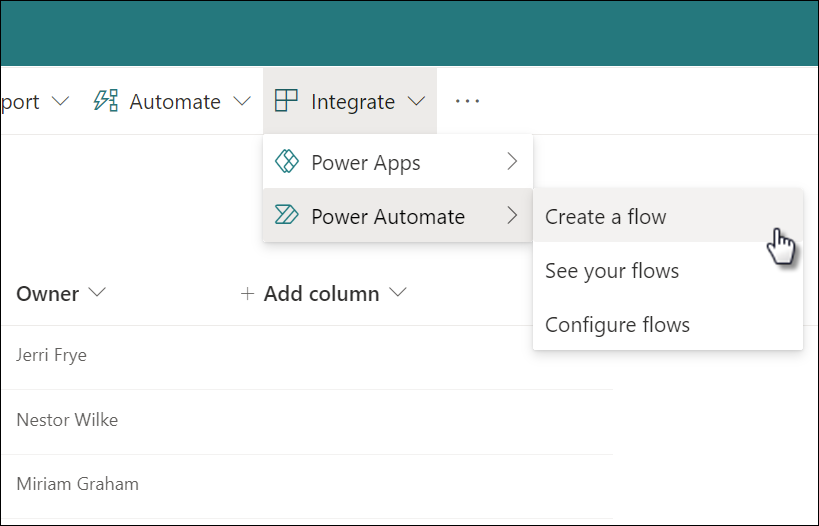 port Automate Integrate ...
Power Apps
Power Automate
Create a flow
See your flows
Configure flows
Owner + Add column
Jerri Frye
Nestor Wilke
Miriam Graham